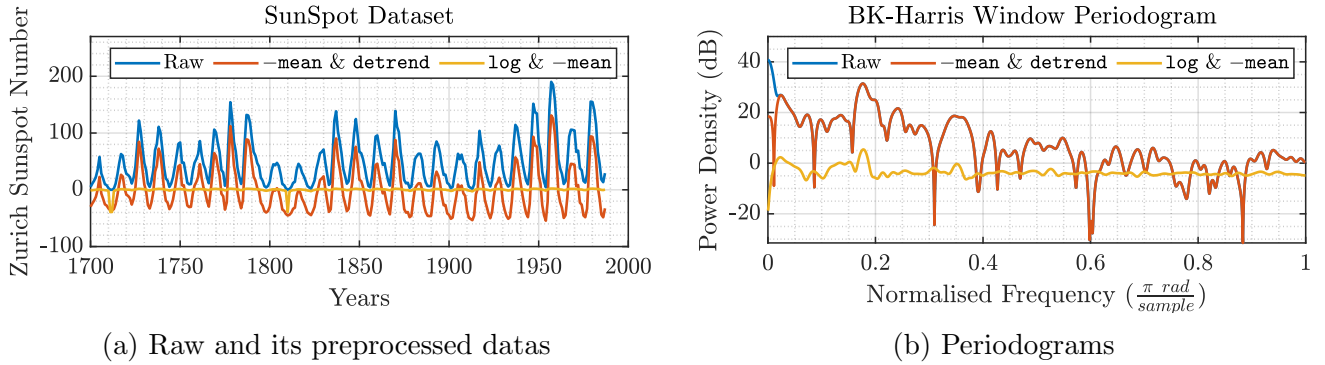 SunSpot Dataset
Zurich Sunspot Number
200
100
0
-100
Raw
−mean & detrend
log & −mean
1700 1750 1800 1850 1900 1950 2000
Years
(a) Raw and its preprocessed datas
BK-Harris Window Periodogram
Power Density (dB)
40
20
0
-20
Raw
−mean & detrend
log & −mean
0 0.2 0.4 0.6 0.8 1
Normalised Frequency (π rad/sample)
(b) Periodograms